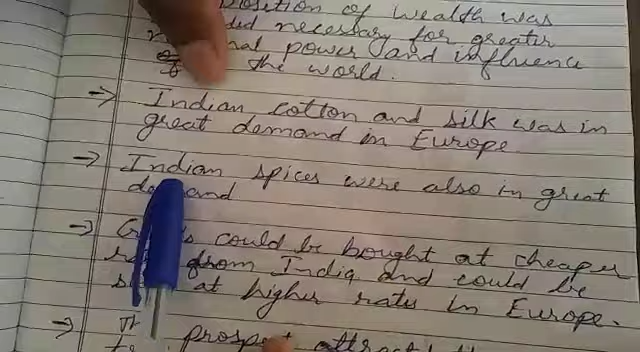 of wealth was
necessary for greater
power and influence
the world.
→ Indian cotton and silk was in
great demand in Europe
→ Indian spices were also in great
demand
→ could be bought at cheaper
from India and could be
at higher rates in Europe.
→
prospect